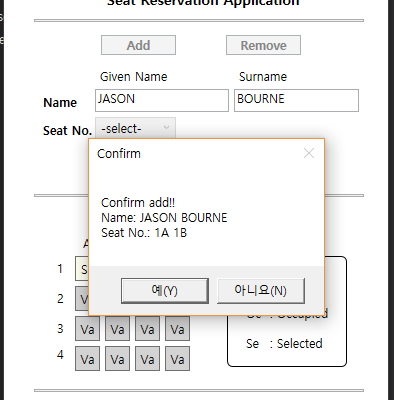 Seat Reservation Application
Add Remove
Given Name Surname
Name JASON BOURNE
Seat No. -select-
Confirm
Confirm add!!
Name: JASON BOURNE
Seat No.: 1A 1B
예(Y) 아니요(N)
1
2
3 Va Va Va Va
4 Va Va Va Va
: Occupied
Se : Selected